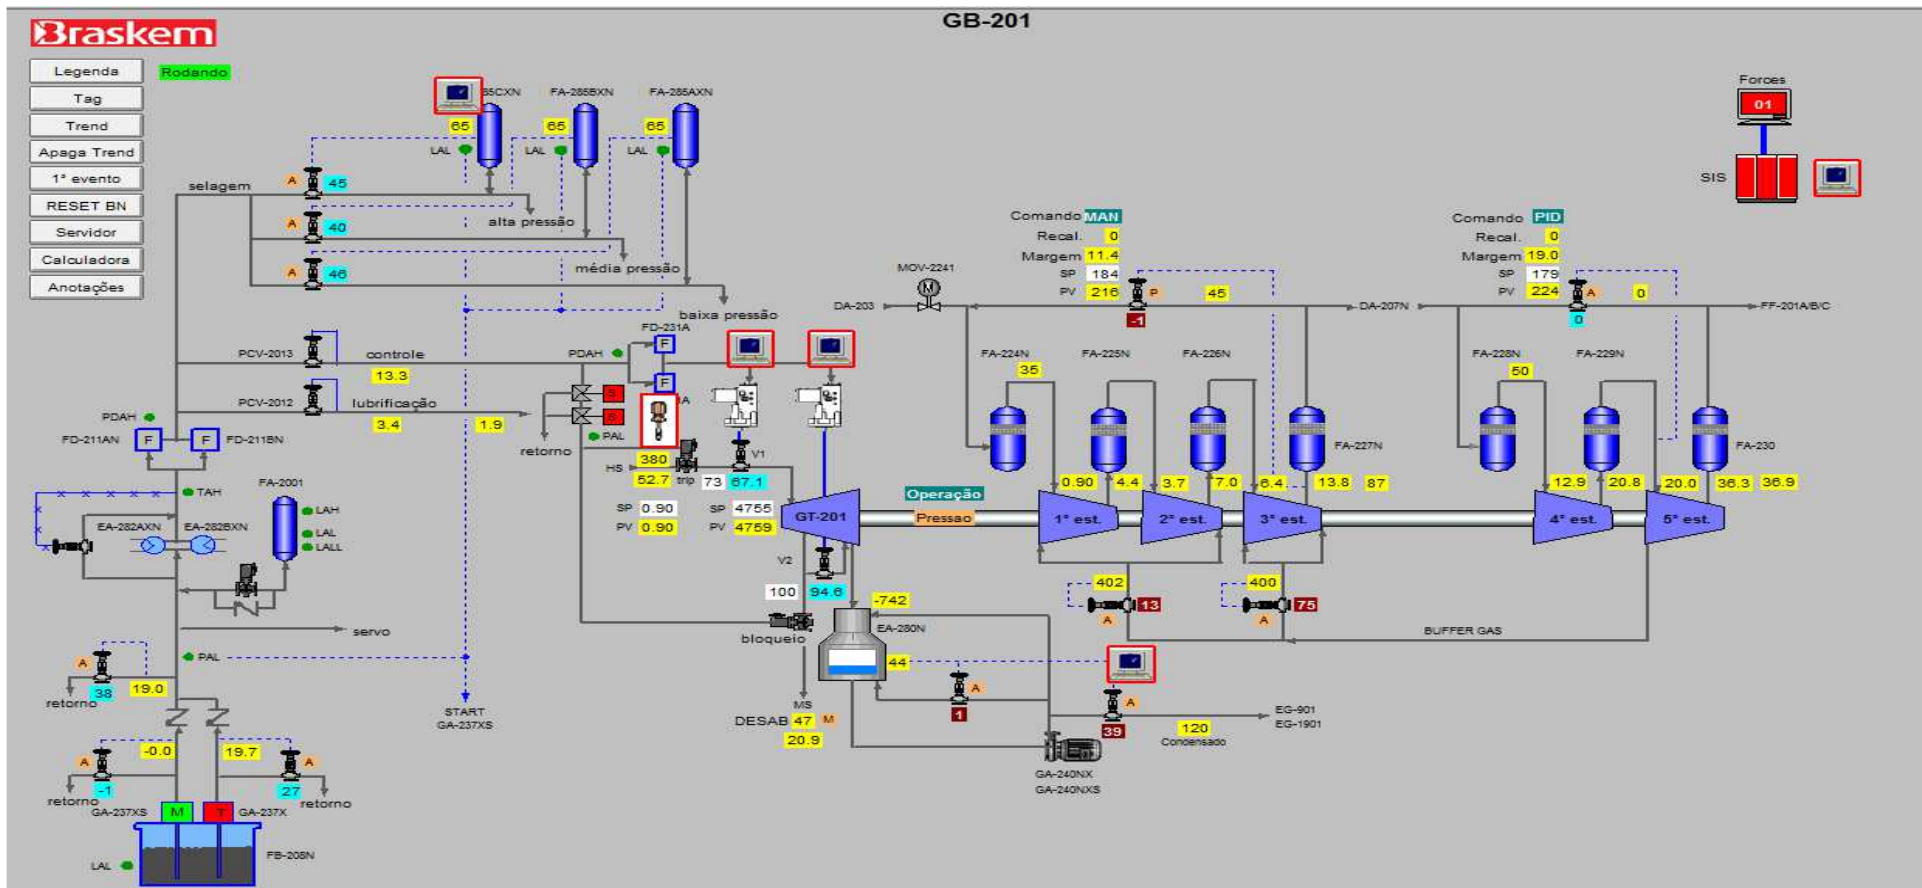 GB-201
Braskem
Legenda
Rodando
Tag
Trend
Apaga Trend
1° evento
RESET BN
Servidor
Calculadora
Anotações
85CXN
FA-285BXN
FA-285AXN
65
65
65
LAL
LAL
LAL
selagem
A
45
A
40
A
46
alta pressão
média pressão
baixa pressão
Forces
01
SIS
Comando MAN
Recal. 0
Margem 11.4
SP 184
PV 216
P
45
-1
Comando PID
Recal. 0
Margem 19.0
SP 179
PV 224
A
0
0
MOV-2241
M
DA-203
DA-207N
FF-201A/B/C
PCV-2013
controle
13.3
PDAH
FD-231A
F
F
PCV-2012
lubrificação
3.4
1.9
S
S
PAL
retorno
PDAH
FD-211AN
F
F
FD-211BN
FA-224N
35
FA-225N
FA-226N
FA-227N
FA-228N
50
FA-229N
FA-230
HS
380
52.7
trip
V1
73
67.1
SP 0.90
PV 0.90
SP 4755
PV 4759
GT-201
Operação
Pressao
0.90
4.4
3.7
7.0
6.4
13.8
87
12.9
20.8
20.0
36.3
36.9
1° est.
2° est.
3° est.
4° est.
5° est.
TAH
FA-2001
LAH
LAL
LALL
EA-282AXN
EA-282BXN
V2
100
94.6
bloqueio
-742
EA-280N
44
402
13
A
400
75
A
BUFFER GAS
servo
PAL
A
38
19.0
retorno
START
GA-237XS
MS
DESAB 47 M
20.9
A
1
A
39
120
Condensado
EG-901
EG-1901
GA-240NX
GA-240NXS
A
-0.0
19.7
A
-1
27
retorno
retorno
GA-237XS
M
T
GA-237X
FB-208N
LAL